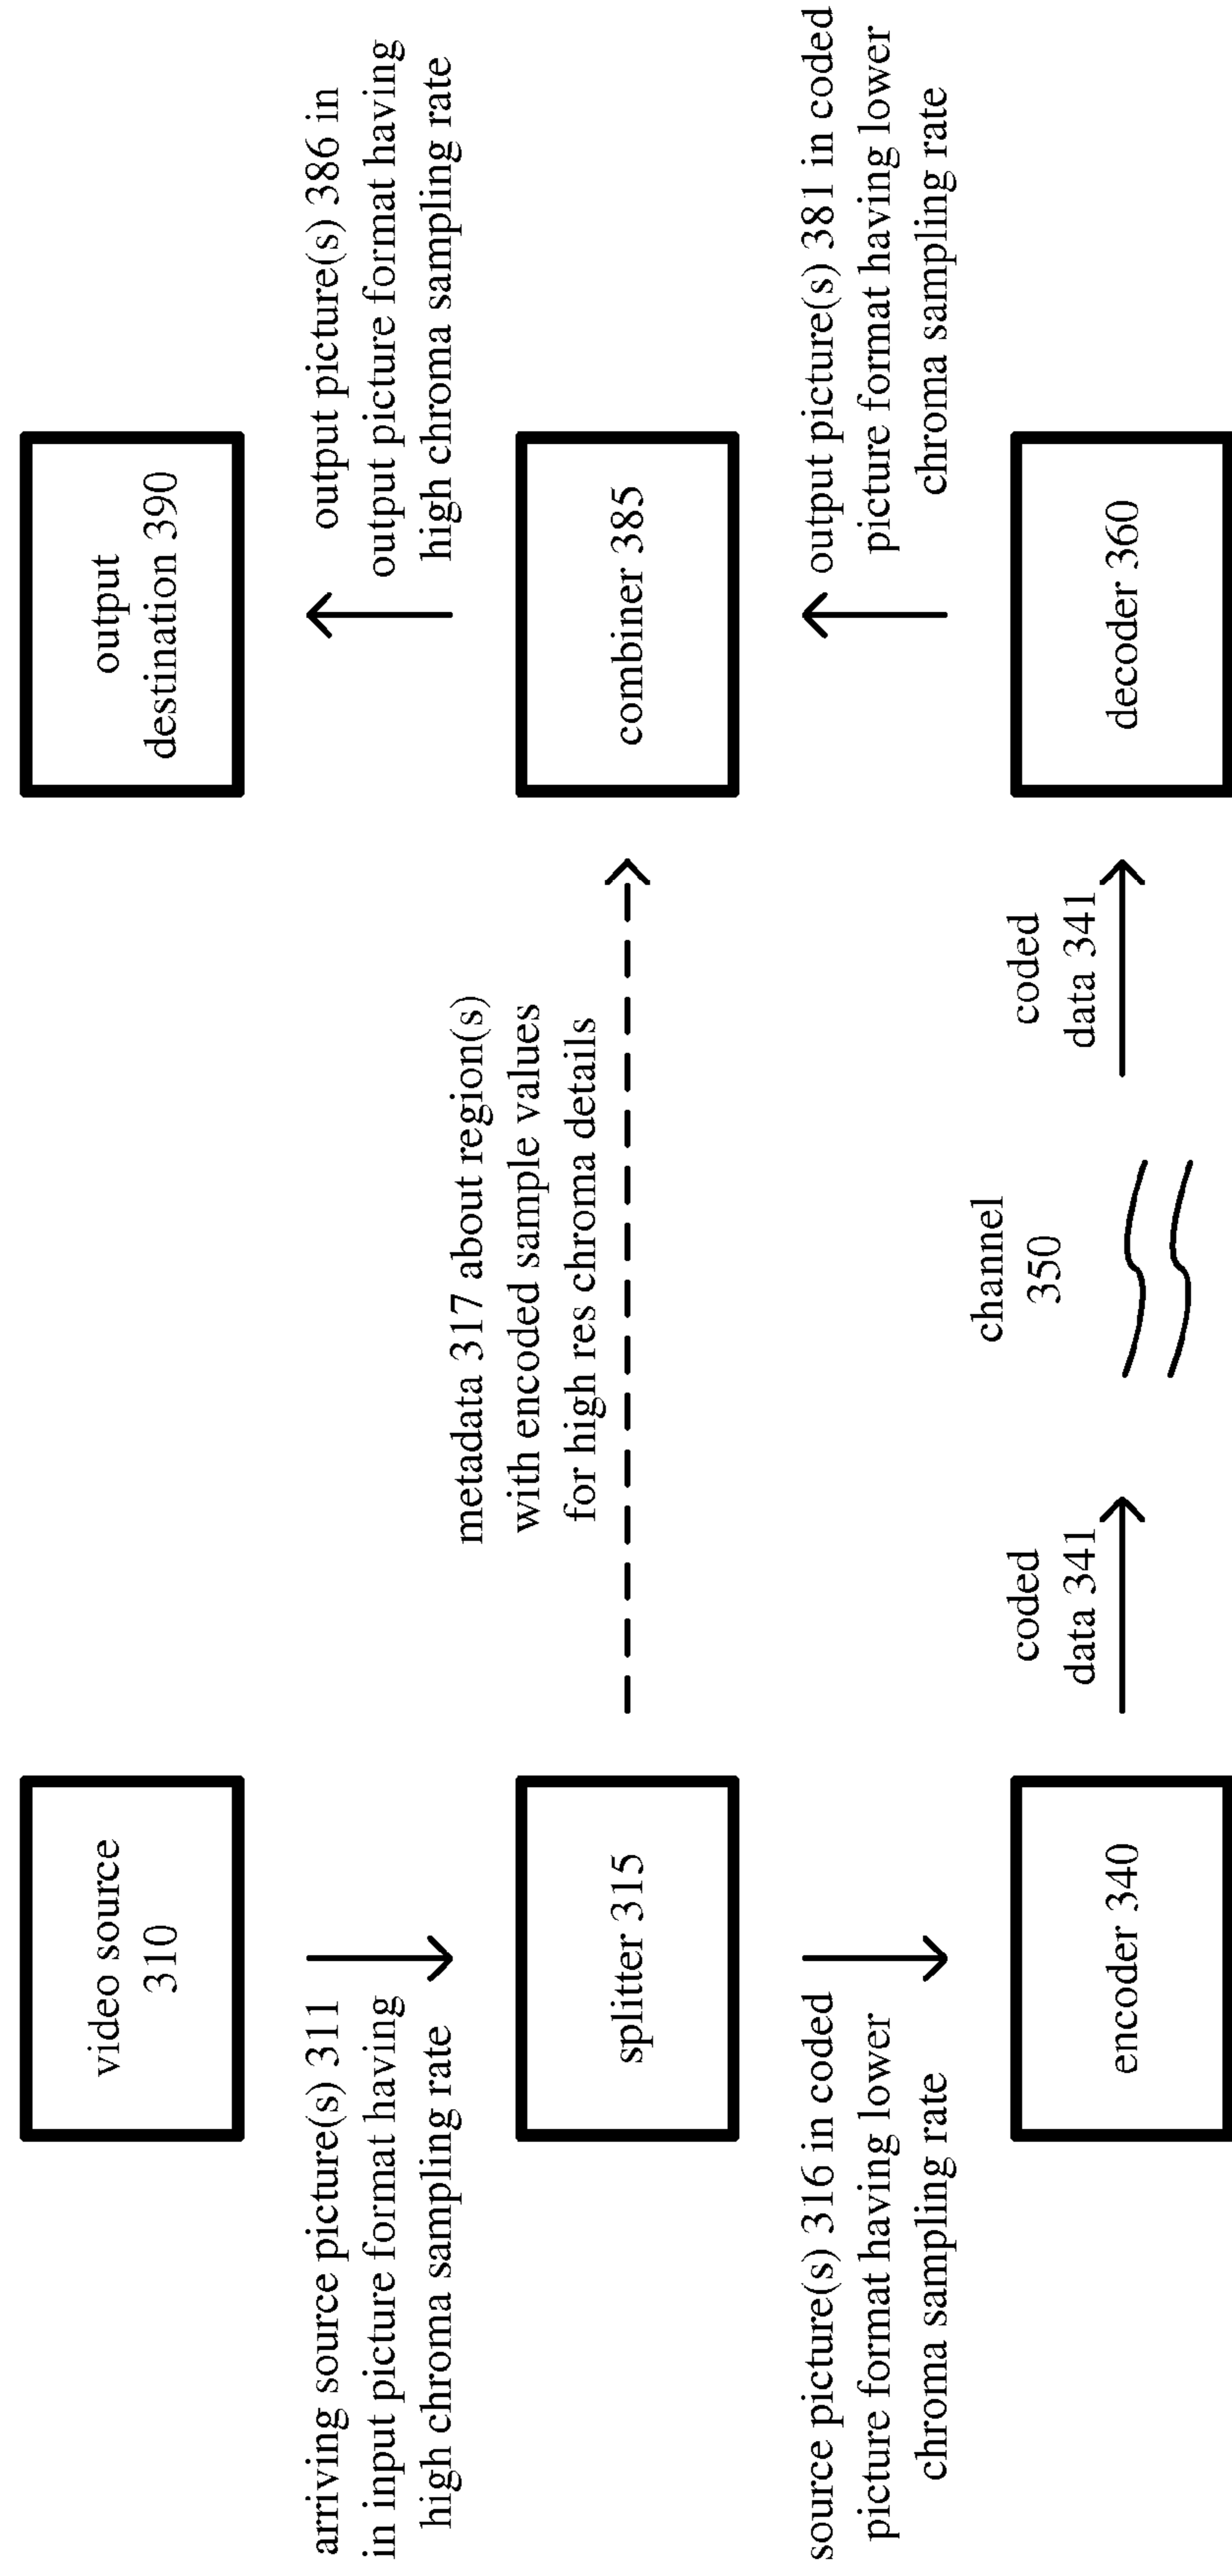 video source
310
arriving source picture(s) 311
in input picture format having
high chroma sampling rate
splitter 315
source picture(s) 316 in coded
picture format having lower
chroma sampling rate
encoder 340
metadata 317 about region(s)
with encoded sample values
for high res chroma details
coded
data 341
channel
350
coded
data 341
output
destination 390
output picture(s) 386 in
output picture format having
high chroma sampling rate
combiner 385
output picture(s) 381 in coded
picture format having lower
chroma sampling rate
decoder 360